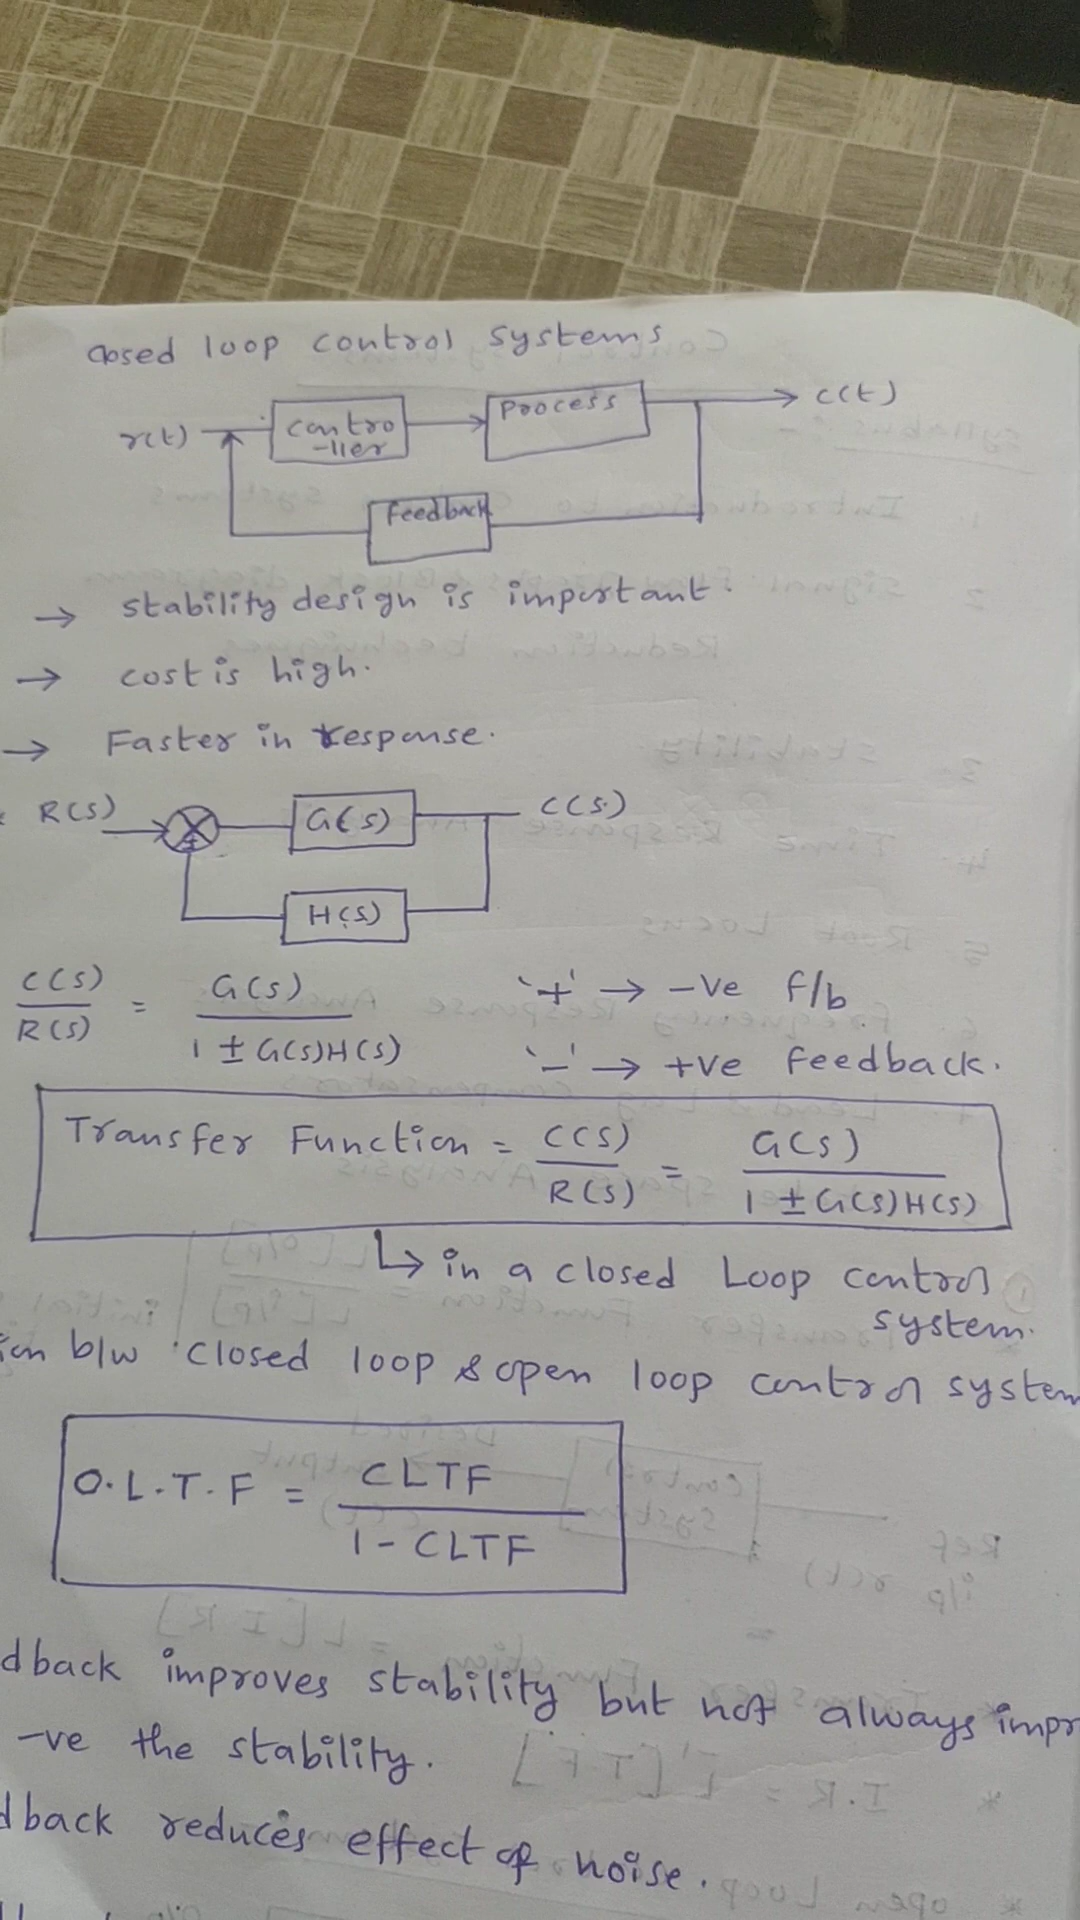 closed loop control systems
r(t) contro-ller process c(t)
feedback
→ stability design is important.
→ cost is high.
→ Faster in response.
R(s) G(s) C(s)
±
H(s)
C(s)/R(s) = G(s)/1 ± G(s)H(s) '+' → -ve f/b
'-' → +ve feedback.
Transfer Function = C(s)/R(s) = G(s)/1 ± G(s)H(s)
↳ in a closed Loop control
system.
b/w closed loop & open loop control system
O.L.T.F = CLTF/1 - CLTF
dback improves stability but not always impr
-ve the stability.
dback reduces effect of noise.